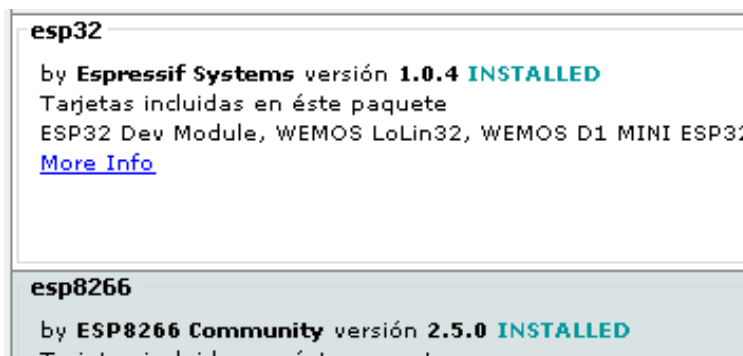 esp32
by Espressif Systems versión 1.0.4 INSTALLED
Tarjetas incluidas en éste paquete
ESP32 Dev Module, WEMOS LoLin32, WEMOS D1 MINI ESP32
More Info
esp8266
by ESP8266 Community versión 2.5.0 INSTALLED